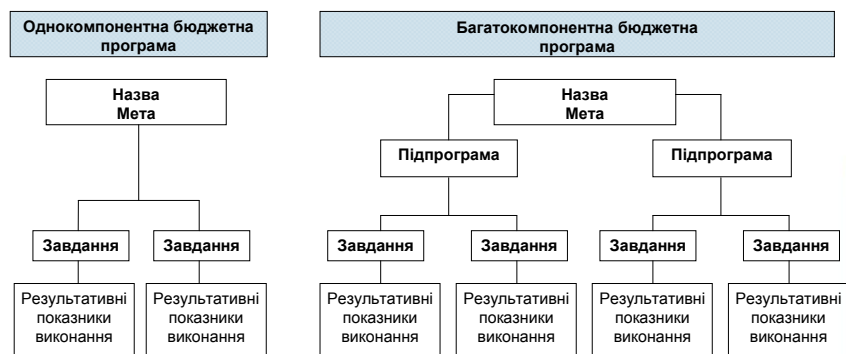 Однокомпонентна бюджетна
програма
Назва
Мета
Завдання
Завдання
Результативні
показники
виконання
Результативні
показники
виконання
Багатокомпонентна бюджетна
програма
Назва
Мета
Підпрограма
Підпрограма
Завдання
Завдання
Завдання
Завдання
Результативні
показники
виконання
Результативні
показники
виконання
Результативні
показники
виконання
Результативні
показники
виконання